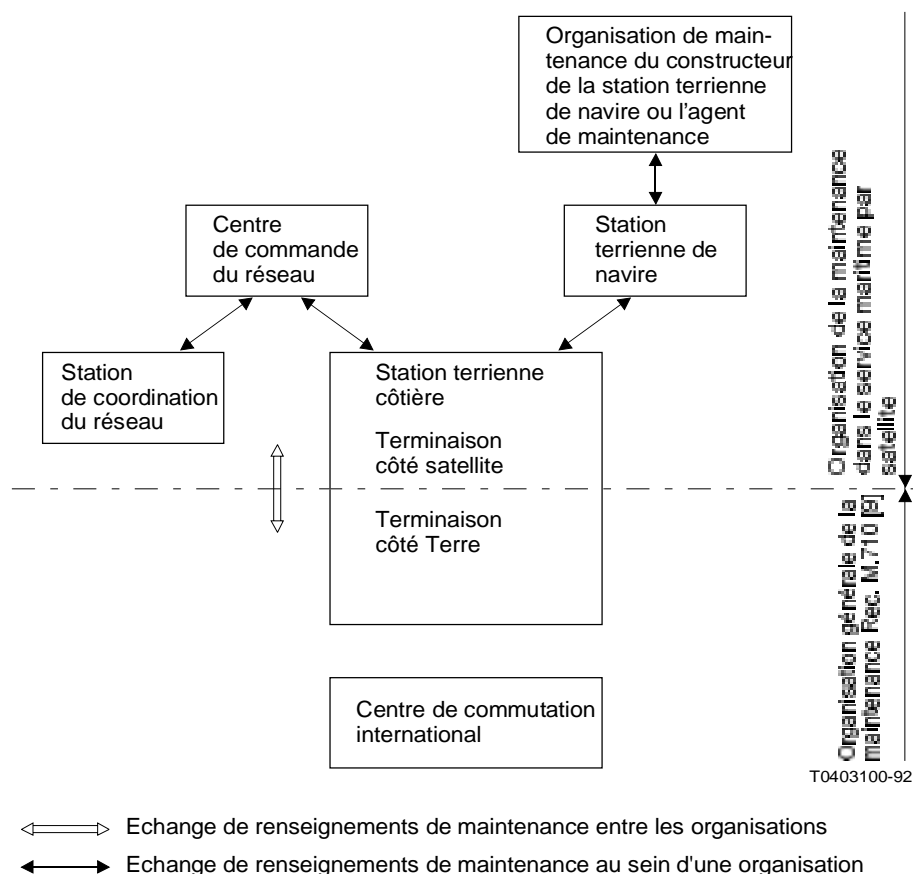 Organisation de main-
tenance du constructeur
de la station terrienne
de navire ou l'agent
de maintenance
Centre
de commande
du réseau
Station
terrienne de
navire
Station
de coordination
du réseau
Station terrienne
côtière
Terminaison
côté satellite
Terminaison
côté Terre
Centre de commutation
international
Organisation de la maintenance
dans le service maritime par
satellite
Organisation générale de la
maintenance Rec. M.710 [9]
T0403100-92
Echange de renseignements de maintenance entre les organisations
Echange de renseignements de maintenance au sein d'une organisation